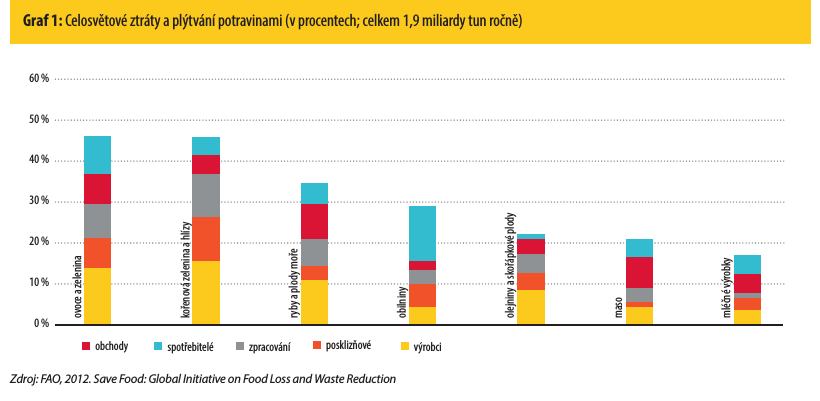 Graf 1: Celosvětové ztráty a plýtvání potravinami (v procentech; celkem 1,9 miliardy tun ročně)
60 %
50 %
40 %
30 %
20 %
10 %
0 %
ovoce a zelenina
kořenová zelenina a hlízy
ryby a plody moře
obilniny
olejniny a skořápkové plody
maso
mléčné výrobky
obchody
spotřebitelé
zpracování
posklizňové
výrobci
Zdroj: FAO, 2012. Save Food: Global Initiative on Food Loss and Waste Reduction